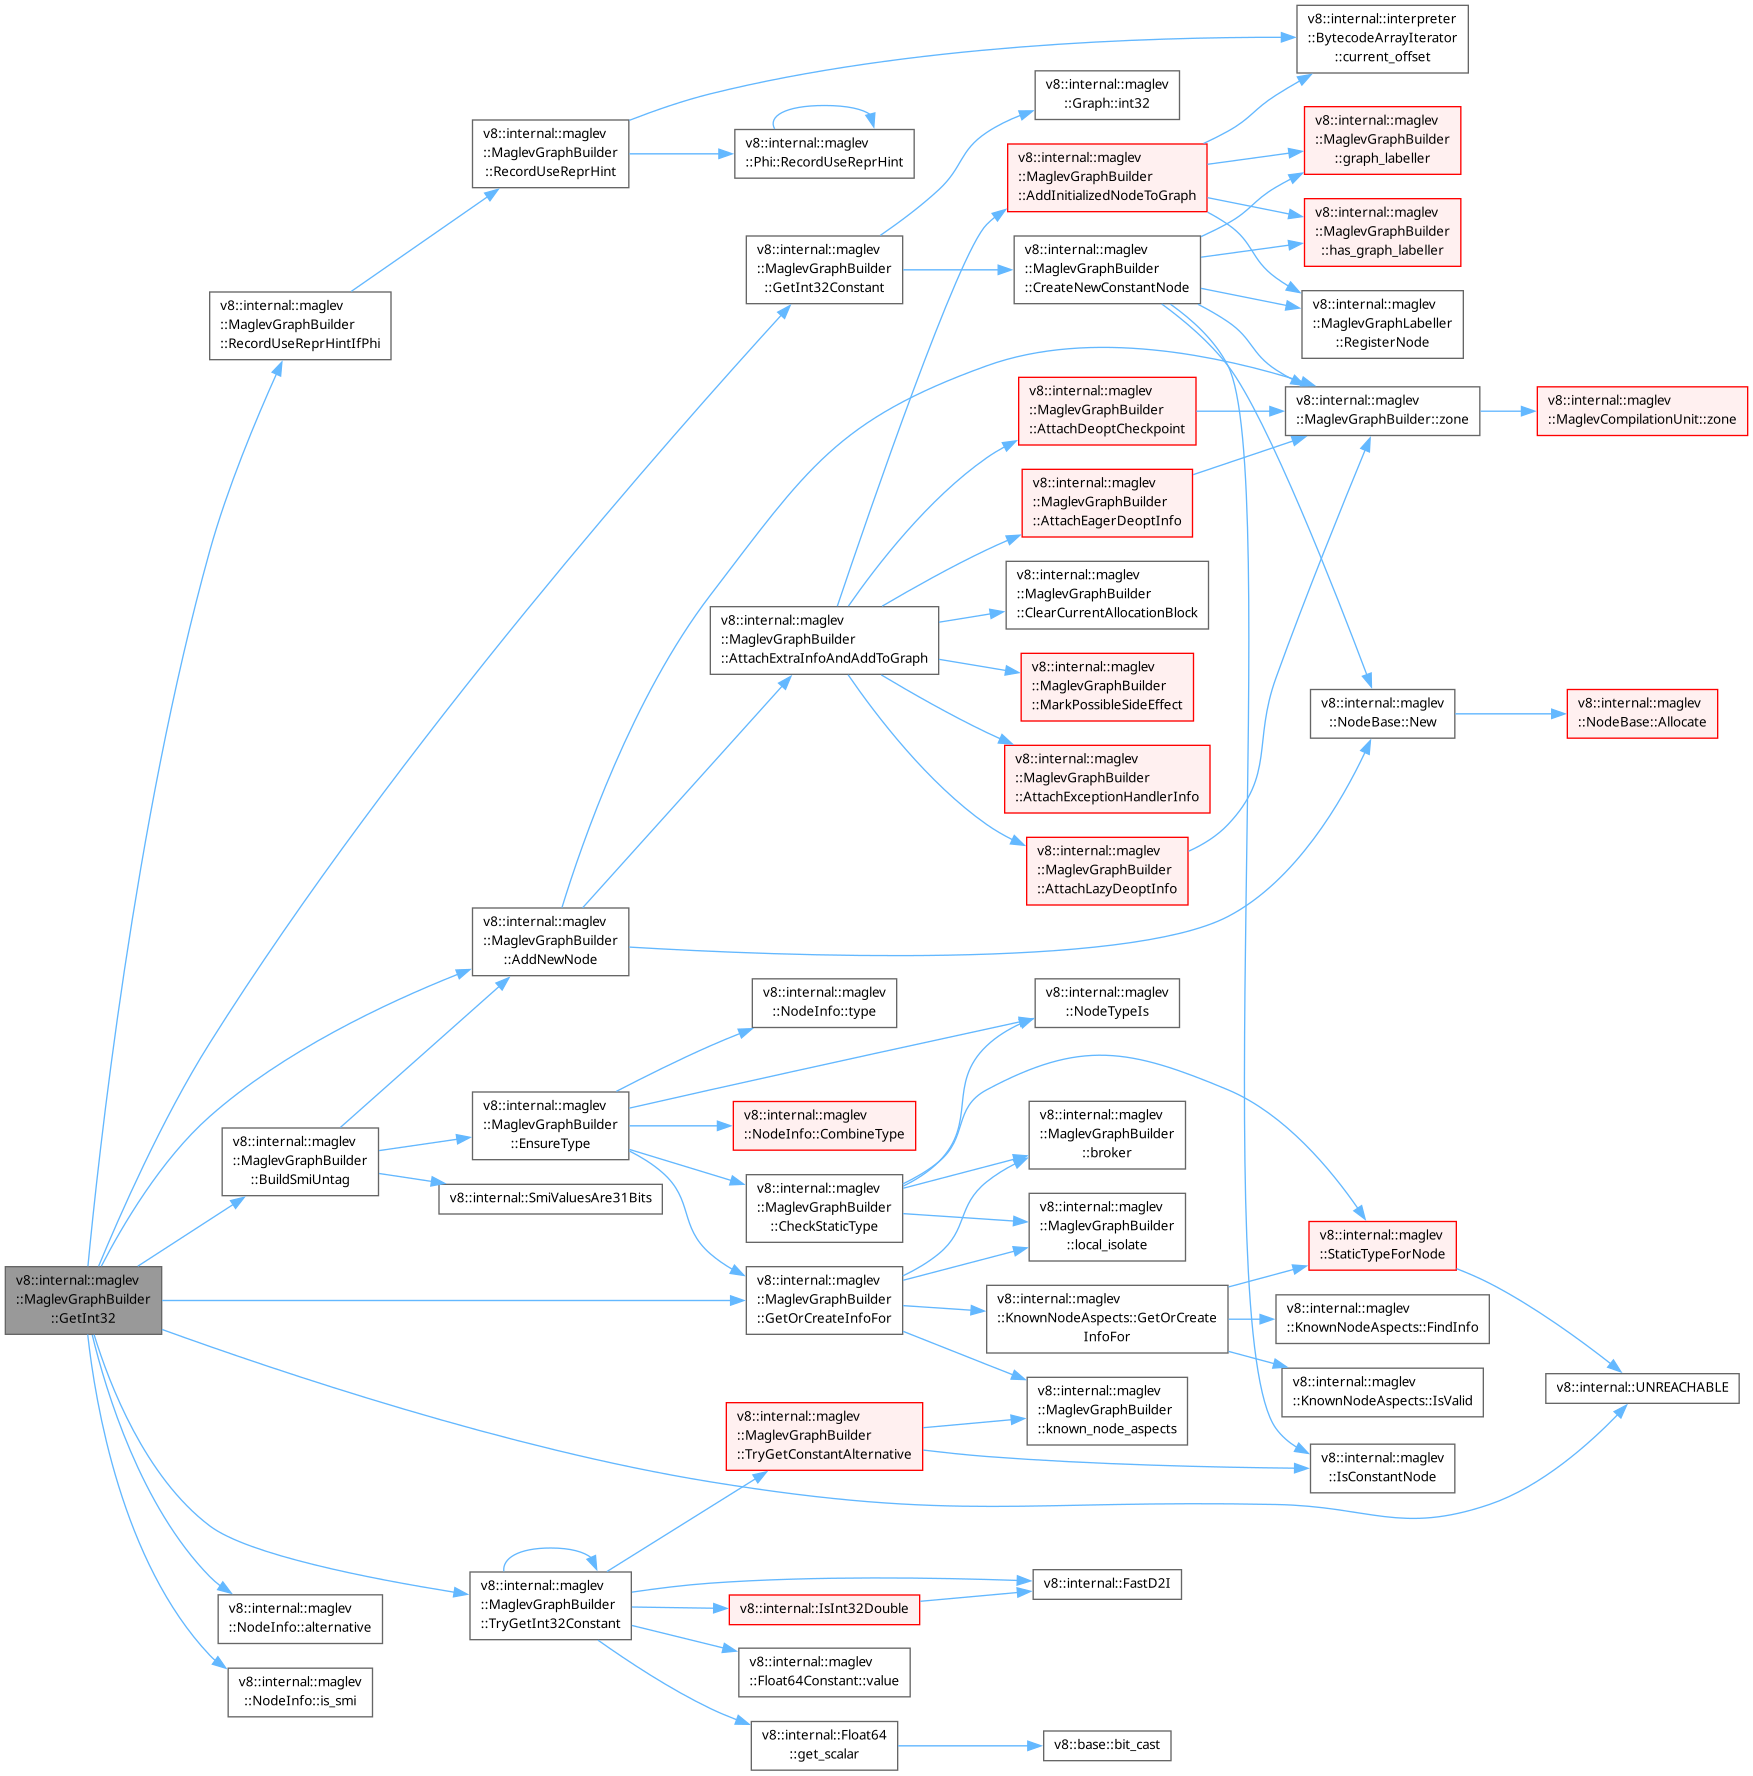 v8::internal::maglev
::MaglevGraphBuilder
::GetInt32
v8::internal::maglev
::MaglevGraphBuilder
::RecordUseReprHintIfPhi
v8::internal::maglev
::MaglevGraphBuilder
::BuildSmiUntag
v8::internal::maglev
::NodeInfo::alternative
v8::internal::maglev
::NodeInfo::is_smi
v8::internal::maglev
::MaglevGraphBuilder
::RecordUseReprHint
v8::internal::maglev
::MaglevGraphBuilder
::AddNewNode
v8::internal::maglev
::MaglevGraphBuilder
::EnsureType
v8::internal::SmiValuesAre31Bits
v8::internal::maglev
::MaglevGraphBuilder
::TryGetInt32Constant
v8::internal::maglev
::Phi::RecordUseReprHint
v8::internal::maglev
::MaglevGraphBuilder
::GetInt32Constant
v8::internal::maglev
::MaglevGraphBuilder
::AttachExtraInfoAndAddToGraph
v8::internal::maglev
::NodeInfo::type
v8::internal::maglev
::NodeInfo::CombineType
v8::internal::maglev
::MaglevGraphBuilder
::CheckStaticType
v8::internal::maglev
::MaglevGraphBuilder
::GetOrCreateInfoFor
v8::internal::maglev
::MaglevGraphBuilder
::TryGetConstantAlternative
v8::internal::IsInt32Double
v8::internal::maglev
::Float64Constant::value
v8::internal::Float64
::get_scalar
v8::internal::maglev
::Graph::int32
v8::internal::maglev
::MaglevGraphBuilder
::AddInitializedNodeToGraph
v8::internal::maglev
::MaglevGraphBuilder
::CreateNewConstantNode
v8::internal::maglev
::MaglevGraphBuilder
::AttachDeoptCheckpoint
v8::internal::maglev
::MaglevGraphBuilder
::AttachEagerDeoptInfo
v8::internal::maglev
::MaglevGraphBuilder
::ClearCurrentAllocationBlock
v8::internal::maglev
::MaglevGraphBuilder
::MarkPossibleSideEffect
v8::internal::maglev
::MaglevGraphBuilder
::AttachExceptionHandlerInfo
v8::internal::maglev
::MaglevGraphBuilder
::AttachLazyDeoptInfo
v8::internal::maglev
::NodeTypeIs
v8::internal::maglev
::MaglevGraphBuilder
::broker
v8::internal::maglev
::MaglevGraphBuilder
::local_isolate
v8::internal::maglev
::KnownNodeAspects::GetOrCreate
InfoFor
v8::internal::maglev
::MaglevGraphBuilder
::known_node_aspects
v8::internal::FastD2I
v8::base::bit_cast
v8::internal::interpreter
::BytecodeArrayIterator
::current_offset
v8::internal::maglev
::MaglevGraphBuilder
::graph_labeller
v8::internal::maglev
::MaglevGraphBuilder
::has_graph_labeller
v8::internal::maglev
::MaglevGraphLabeller
::RegisterNode
v8::internal::maglev
::MaglevGraphBuilder::zone
v8::internal::maglev
::NodeBase::New
v8::internal::maglev
::StaticTypeForNode
v8::internal::maglev
::KnownNodeAspects::FindInfo
v8::internal::maglev
::KnownNodeAspects::IsValid
v8::internal::maglev
::IsConstantNode
v8::internal::maglev
::MaglevCompilationUnit::zone
v8::internal::maglev
::NodeBase::Allocate
v8::internal::UNREACHABLE